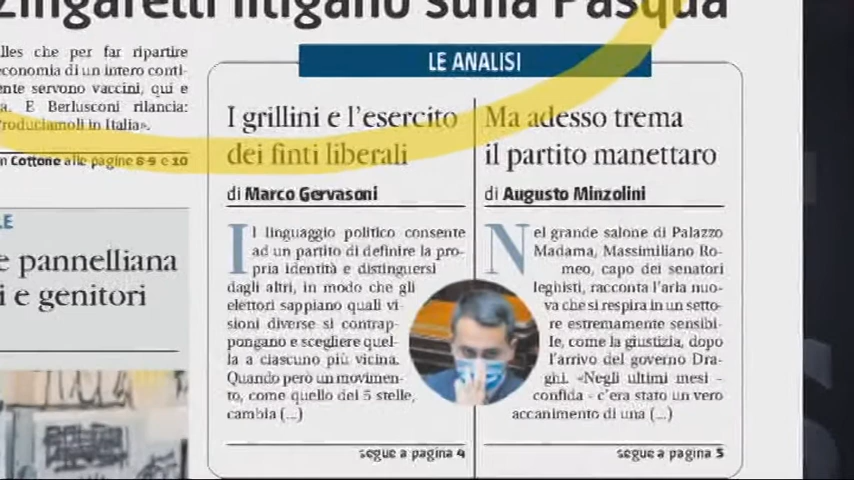 Zingaretti litigano sulla Pasqua
lles che per far ripartire
economia di un intero conti-
ente servono vaccini, qui e
a. E Berlusconi rilancia:
roduciamoli in Italia».
n Cottone alle pagine 8-9 e 10
LE
e pannelliana
i e genitori
LE ANALISI
I grillini e l'esercito
dei finti liberali
di Marco Gervasoni
Il linguaggio politico consente
ad un partito di definire la pro-
pria identità e distinguersi
dagli altri, in modo che gli
elettori sappiano quali vi-
sioni diverse si contrap-
pongano e scegliere quel-
la a ciascuno più vicina.
Quando però un movimen-
to, come quello dei 5 stelle,
cambia (...)
segue a pagina 4
Ma adesso trema
il partito manettaro
di Augusto Minzolini
Nel grande salone di Palazzo
Madama, Massimiliano Ro-
meo, capo dei senatori
leghisti, racconta l'aria nuo-
va che si respira in un setto-
re estremamente sensibi-
le, come la giustizia, dopo
l'arrivo del governo Dra-
ghi. «Negli ultimi mesi -
confida - c'era stato un vero
accanimento di una (...)
segue a pagina 5